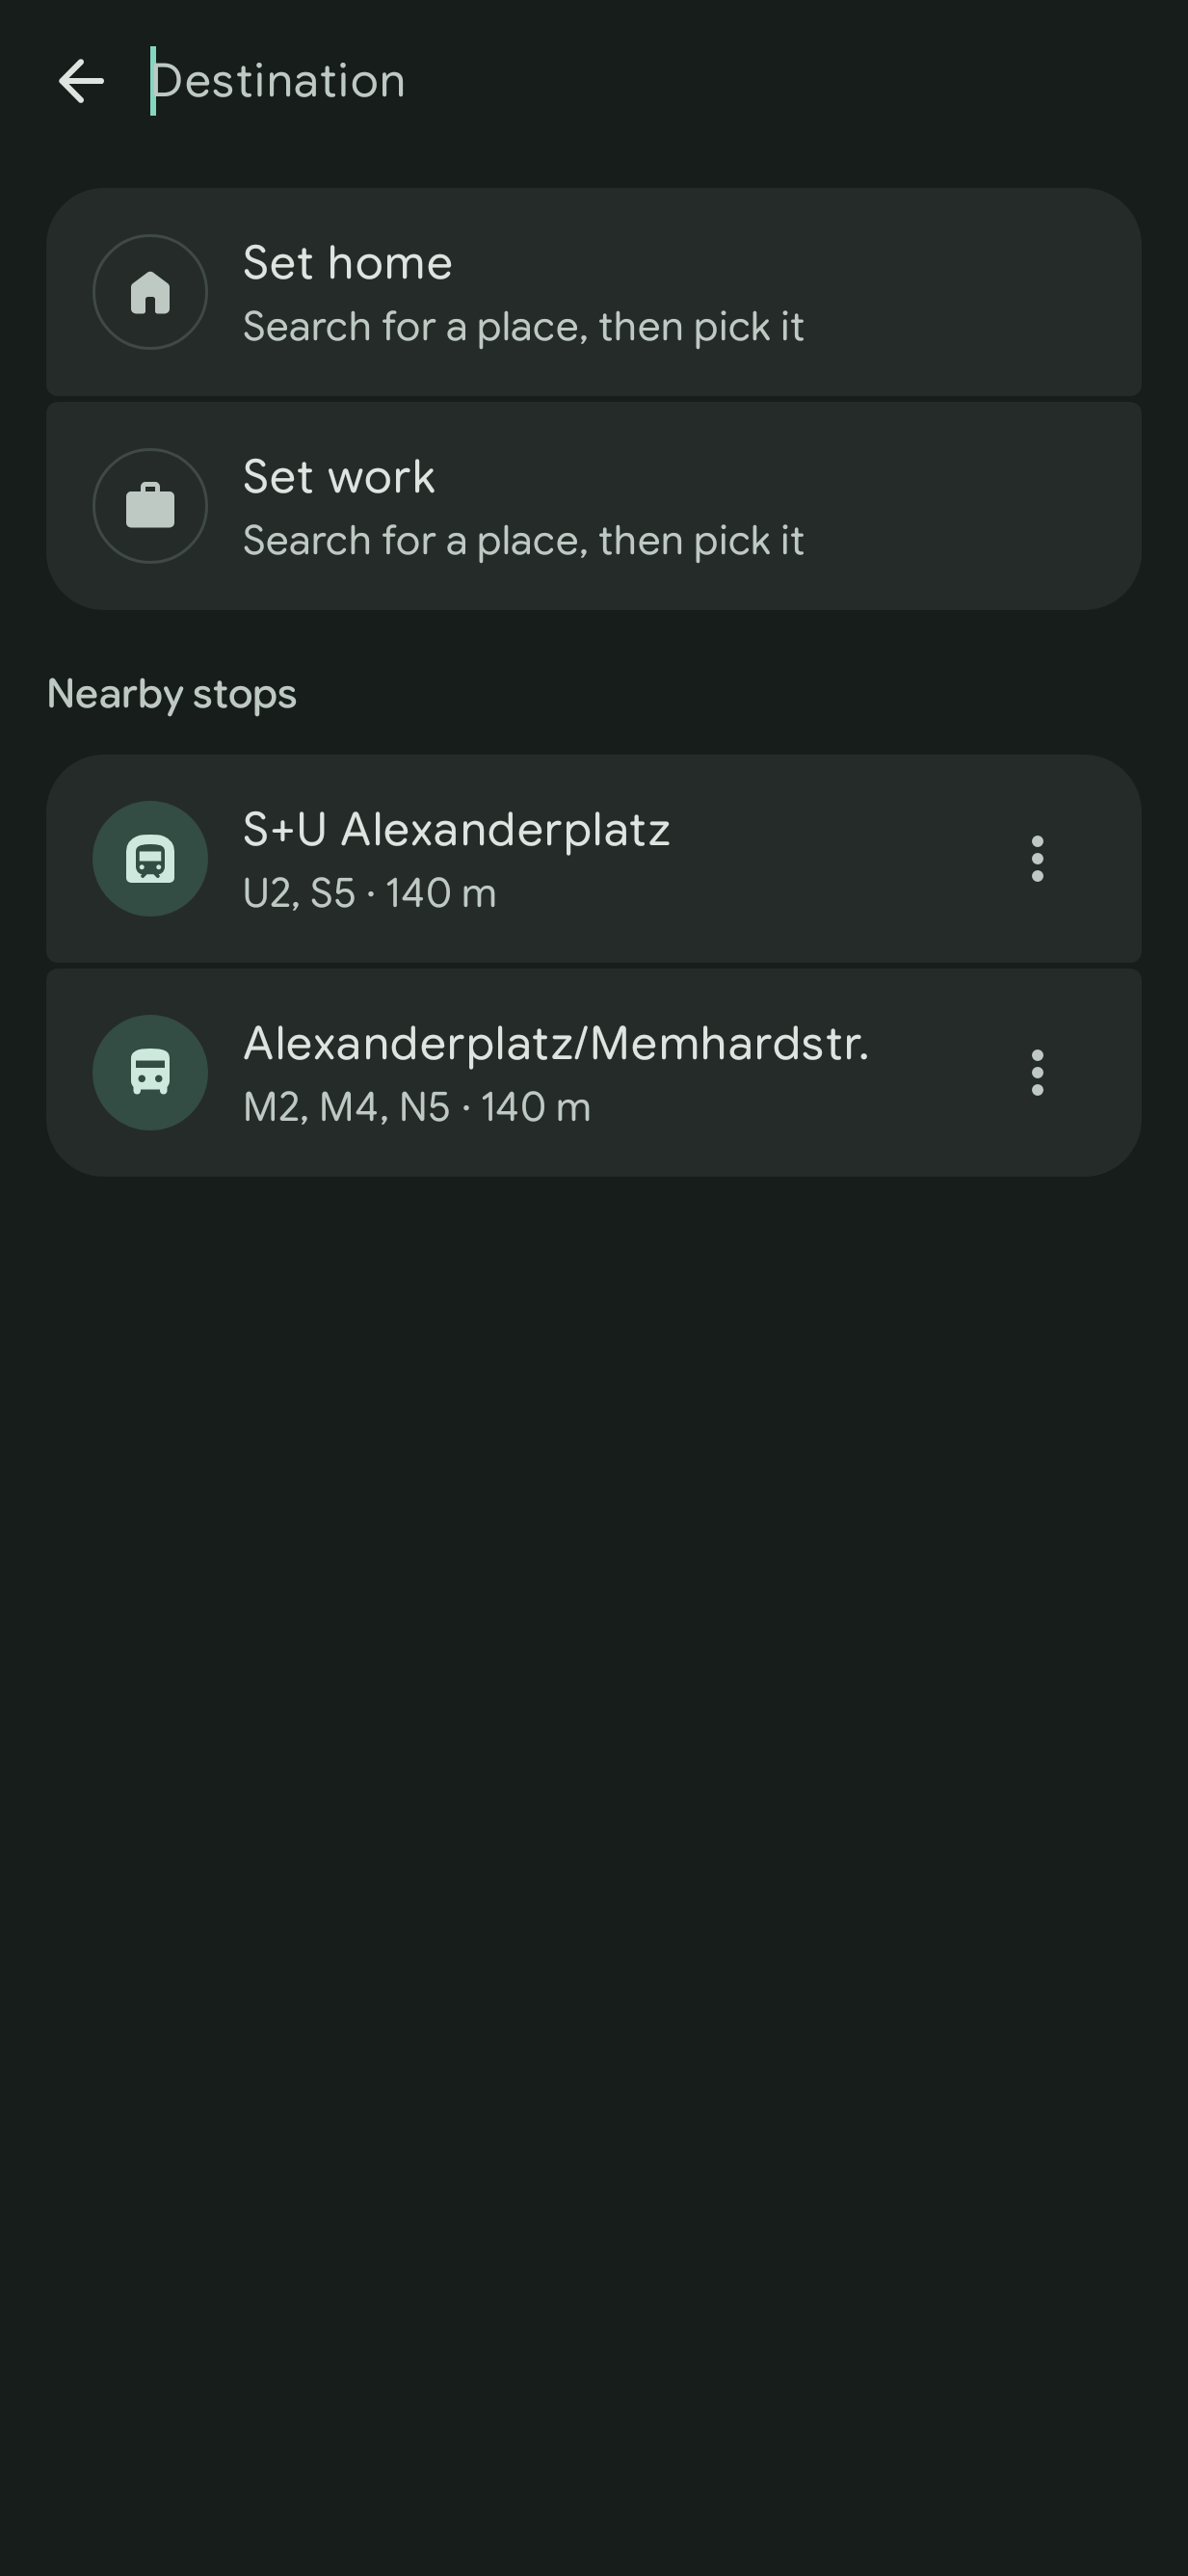 Destination
Set home
Search for a place, then pick it
Set work
Search for a place, then pick it
Nearby stops
S+U Alexanderplatz
U2, S5 · 140 m
Alexanderplatz/Memhardstr.
M2, M4, N5 · 140 m